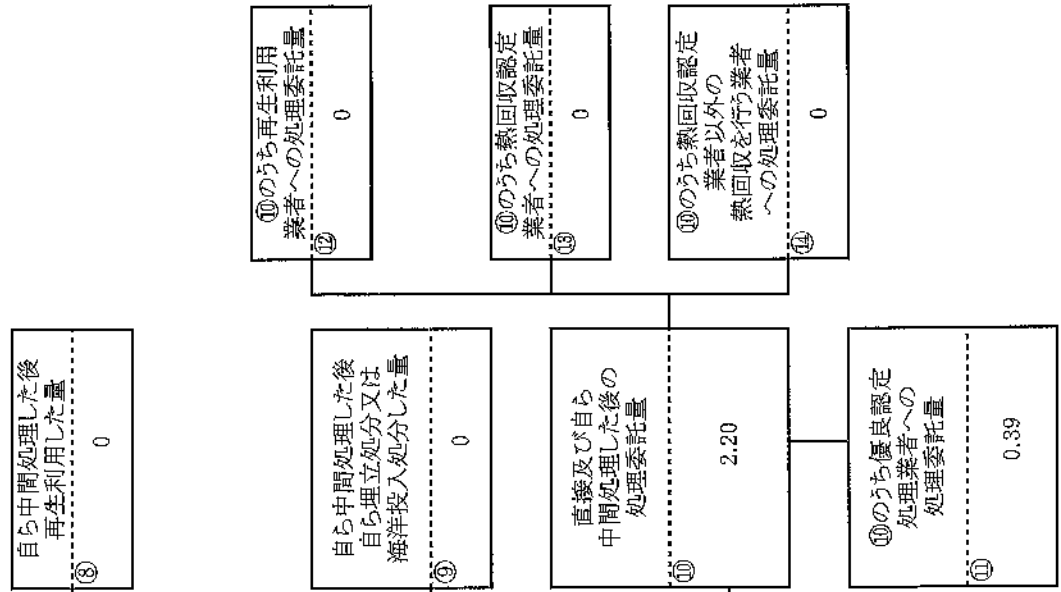 自ら中間処理した後
再生利用した量
⑧
0
自ら中間処理した後
自ら埋立処分又は
海洋投入処分した量
⑨
0
直接及び自ら
中間処理した後の
処理委託量
⑩
2.20
⑩のうち優良認定
処理業者への
処理委託量
⑪
0.39
⑩のうち再生利用
業者への処理委託量
⑫
0
⑩のうち熱回収認定
業者への処理委託量
⑬
0
⑩のうち熱回収認定
業者以外の
熱回収を行う業者
への処理委託量
⑭
0